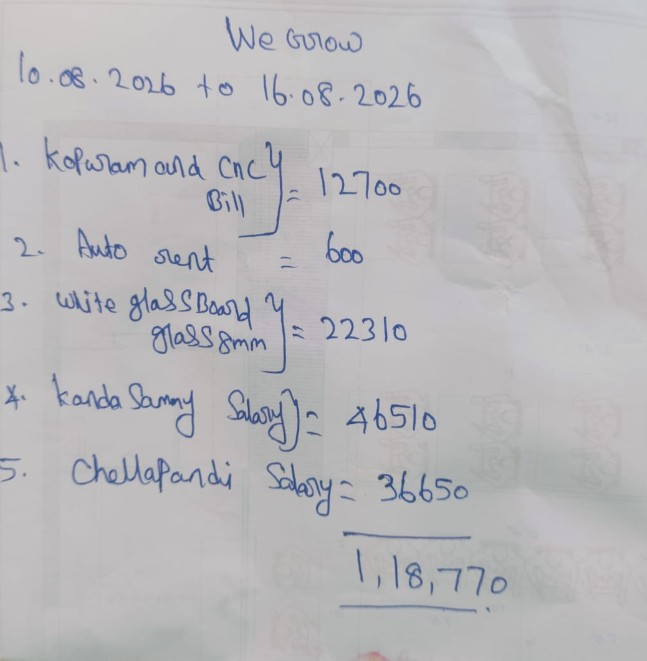 We Grow
10.08.2026 to 16.08.2026
1. Kopuram and CNC
Bill } = 12700
2. Auto rent = 600
3. White glass Board
glass 8mm } = 22310
4. Kanda Samy Salary } = 46510
5. Chellapandi Salary = 36650
1,18,770